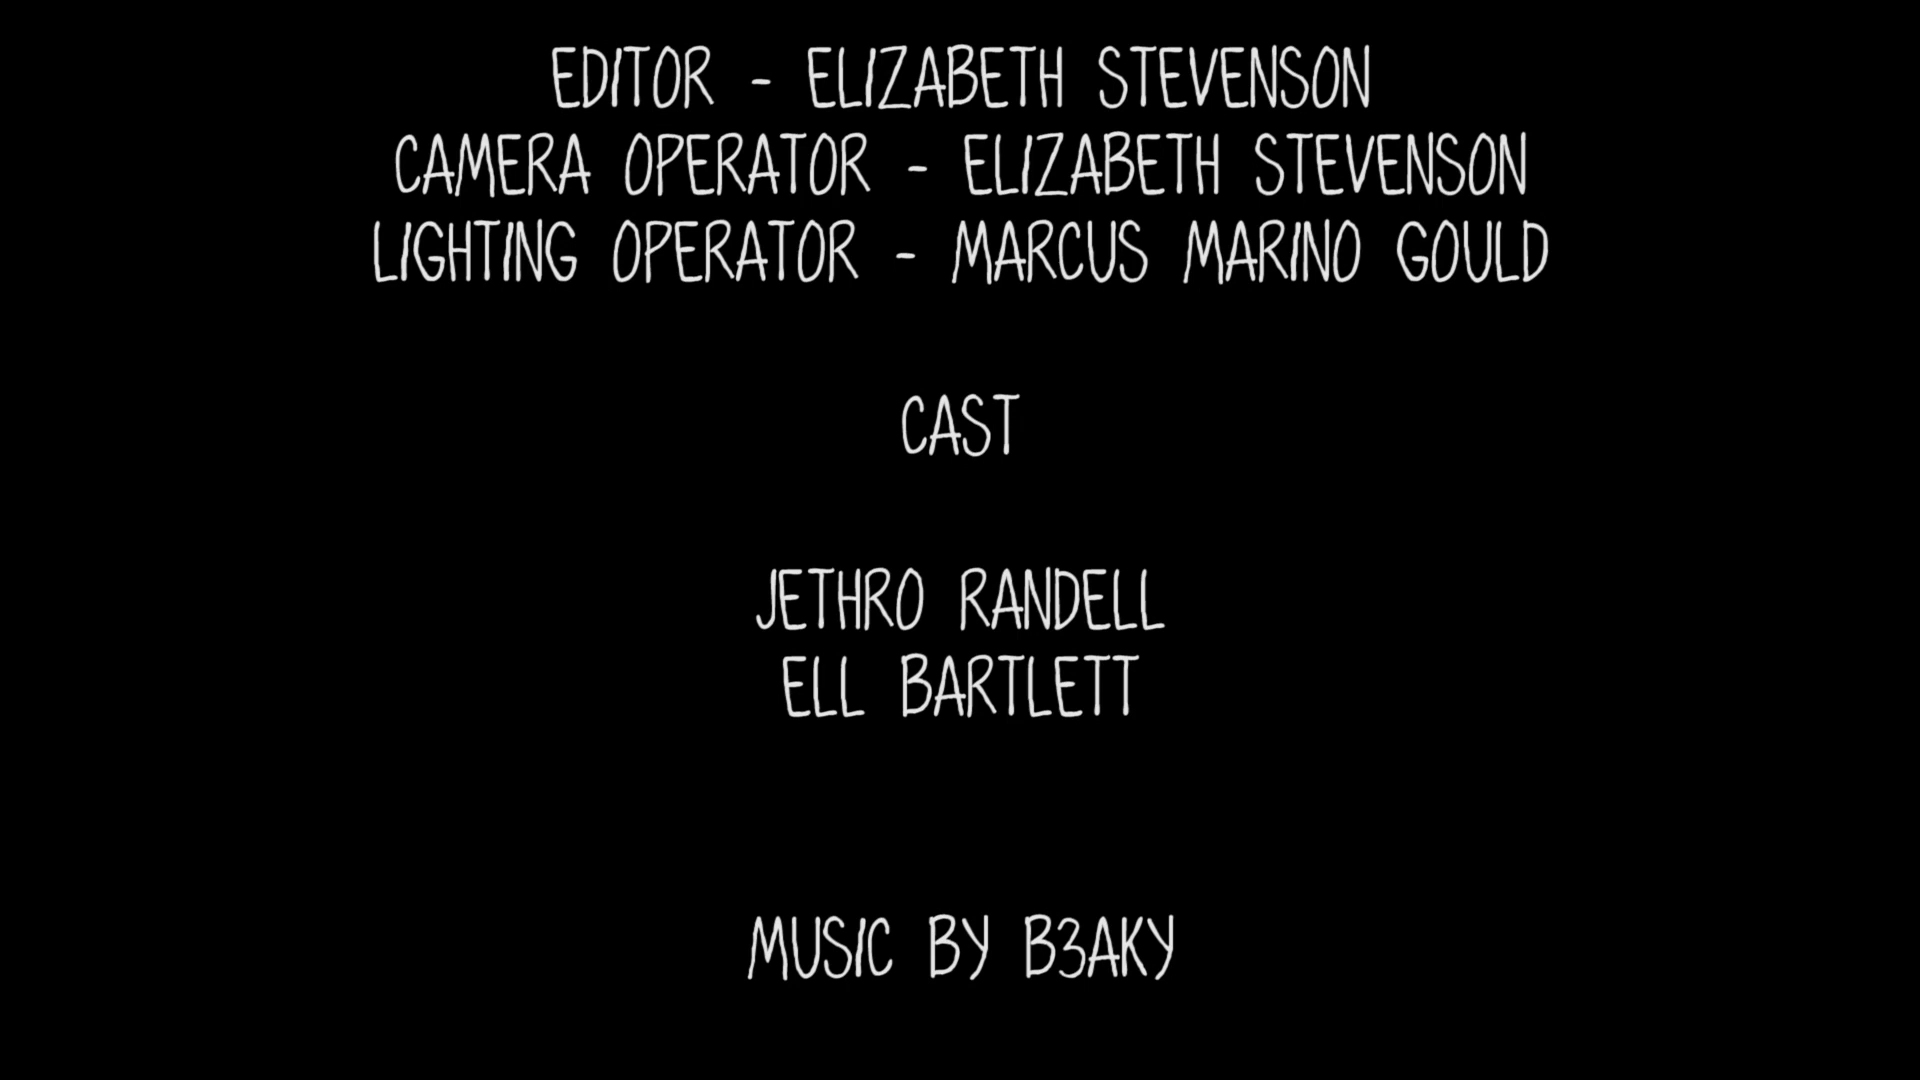 EDITOR - ELIZABETH STEVENSON
CAMERA OPERATOR - ELIZABETH STEVENSON
LIGHTING OPERATOR - MARCUS MARINO GOULD
CAST
JETHRO RANDELL
ELL BARTLETT
MUSIC BY B3AKY